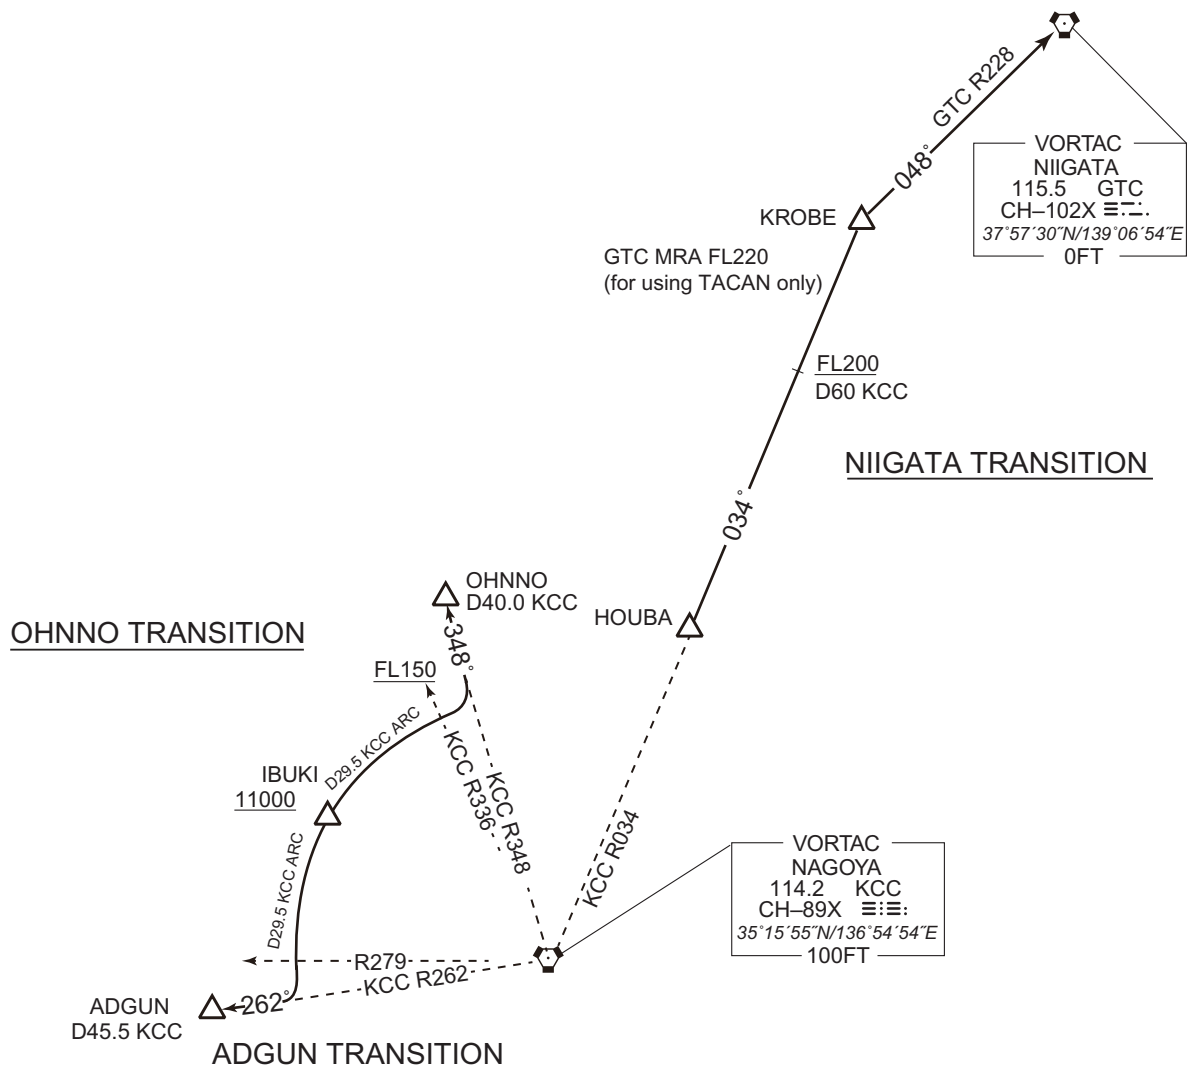 GTC R228
048°
VORTAC
NIIGATA
115.5 GTC
CH–102X
37°57´30˝N/139°06´54˝E
0FT
KROBE
GTC MRA FL220
(for using TACAN only)
FL200
D60 KCC
NIIGATA TRANSITION
034°
OHNNO
D40.0 KCC
HOUBA
OHNNO TRANSITION
348°
FL150
D29.5 KCC ARC
IBUKI
11000
KCC R336
KCC R348
KCC R034
D29.5 KCC ARC
VORTAC
NAGOYA
114.2 KCC
CH–89X
35°15´55˝N/136°54´54˝E
100FT
R279
KCC R262
262°
ADGUN
D45.5 KCC
ADGUN TRANSITION